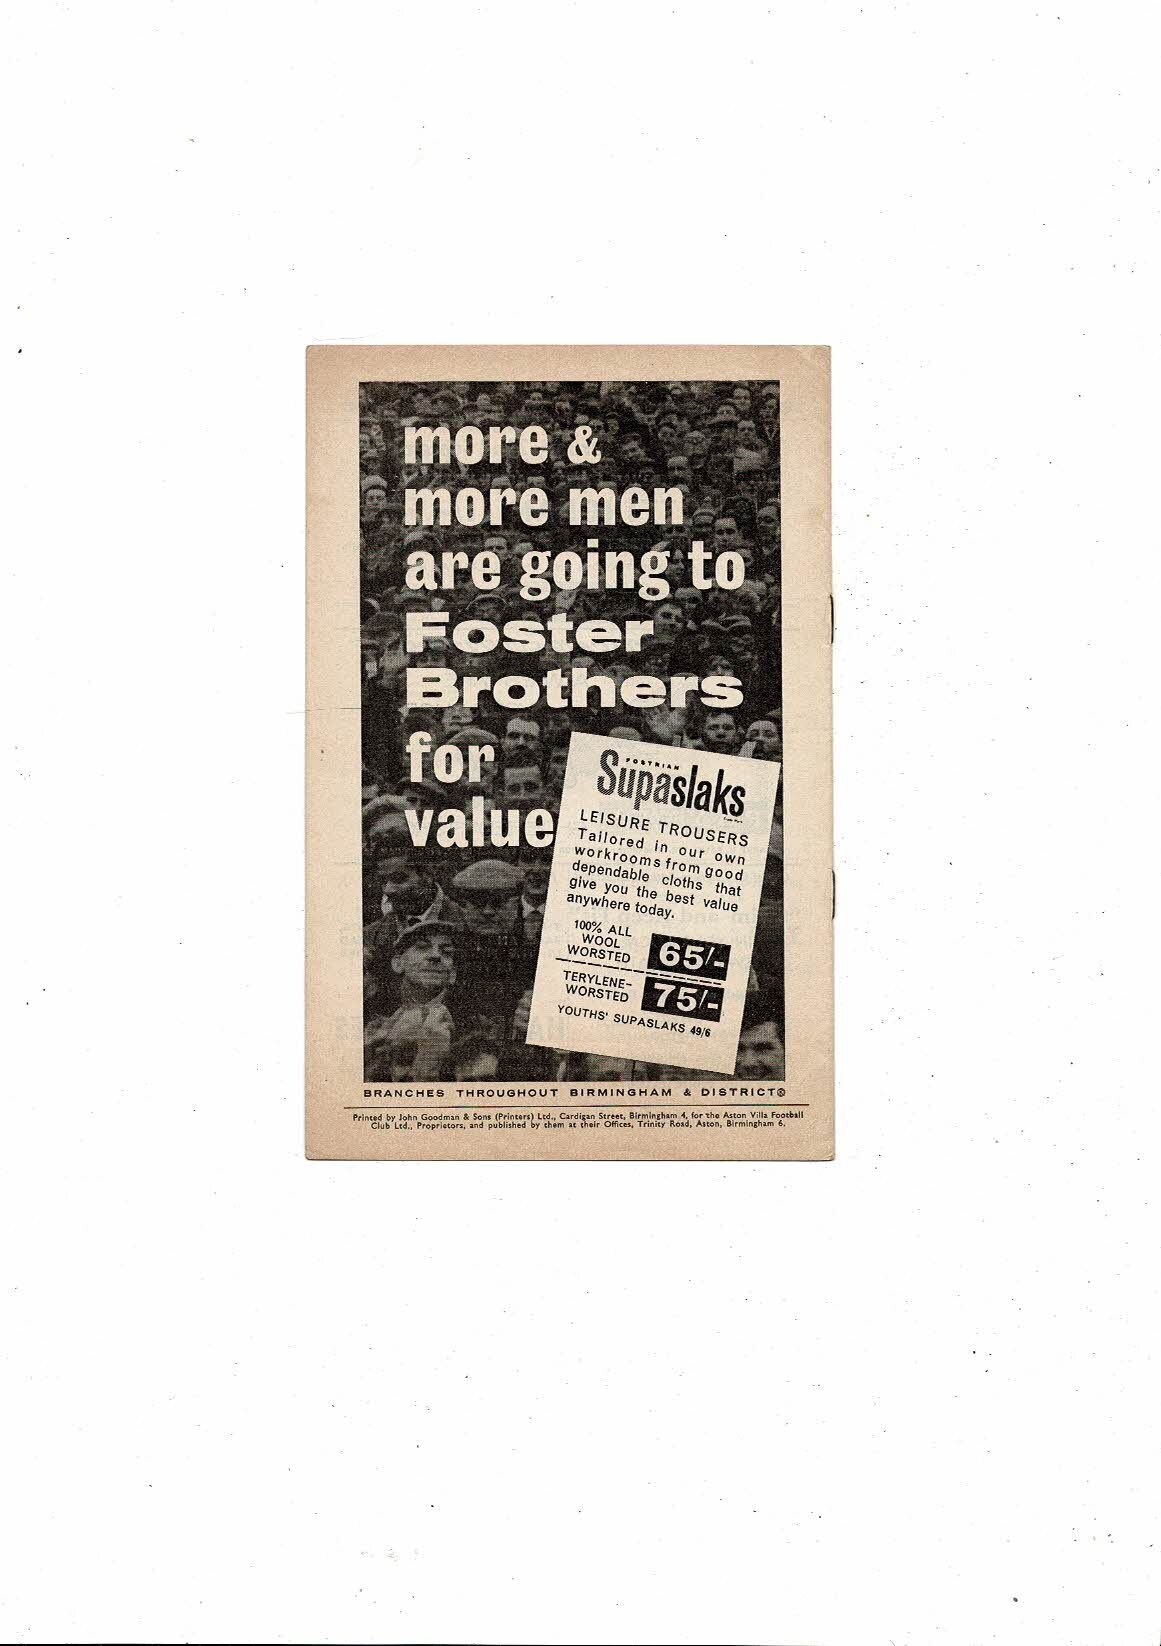 more &
more men
are going to
Foster
Brothers
for
value
FOSTRIAN
Supaslaks
Trade Mark
LEISURE TROUSERS
Tailored in our own
workrooms from good
dependable cloths that
give you the best value
anywhere today.
100% ALL
WOOL
WORSTED
65/-
TERYLENE-
WORSTED
75/-
YOUTHS' SUPASLAKS 49/6
BRANCHES THROUGHOUT BIRMINGHAM & DISTRICT®
Printed by John Goodman & Sons (Printers) Ltd., Cardigan Street, Birmingham 4, for the Aston Villa Football
Club Ltd., Proprietors, and published by them at their Offices, Trinity Road, Aston, Birmingham 6.